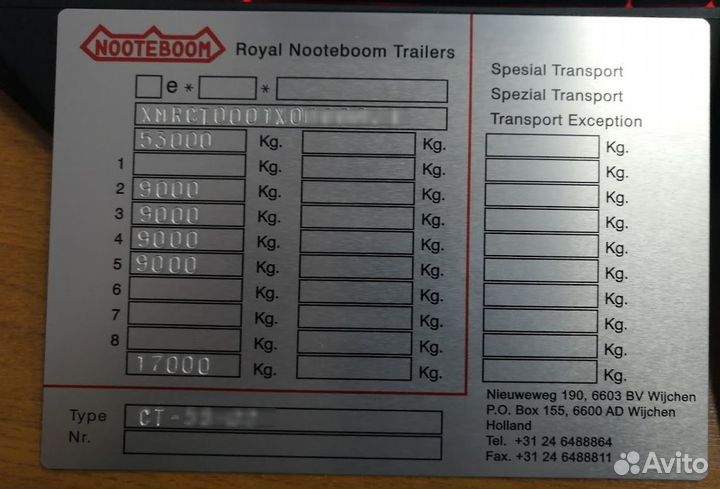 NOOTEBOOM Royal Nooteboom Trailers
e * *
XMRCT0001X0
53000 Kg. Kg.
1 Kg. Kg.
2 9000 Kg. Kg.
3 9000 Kg. Kg.
4 9000 Kg. Kg.
5 9000 Kg. Kg.
6 Kg. Kg.
7 Kg. Kg.
8 Kg. Kg.
17000 Kg. Kg.
Type CT-
Nr.
Spesial Transport
Spezial Transport
Transport Exception
Kg.
Kg.
Kg.
Kg.
Kg.
Kg.
Kg.
Kg.
Kg.
Kg.
Nieuweweg 190, 6603 BV Wijchen
P.O. Box 155, 6600 AD Wijchen
Holland
Tel. +31 24 6488864
Fax. +31 24 6488811
Avito